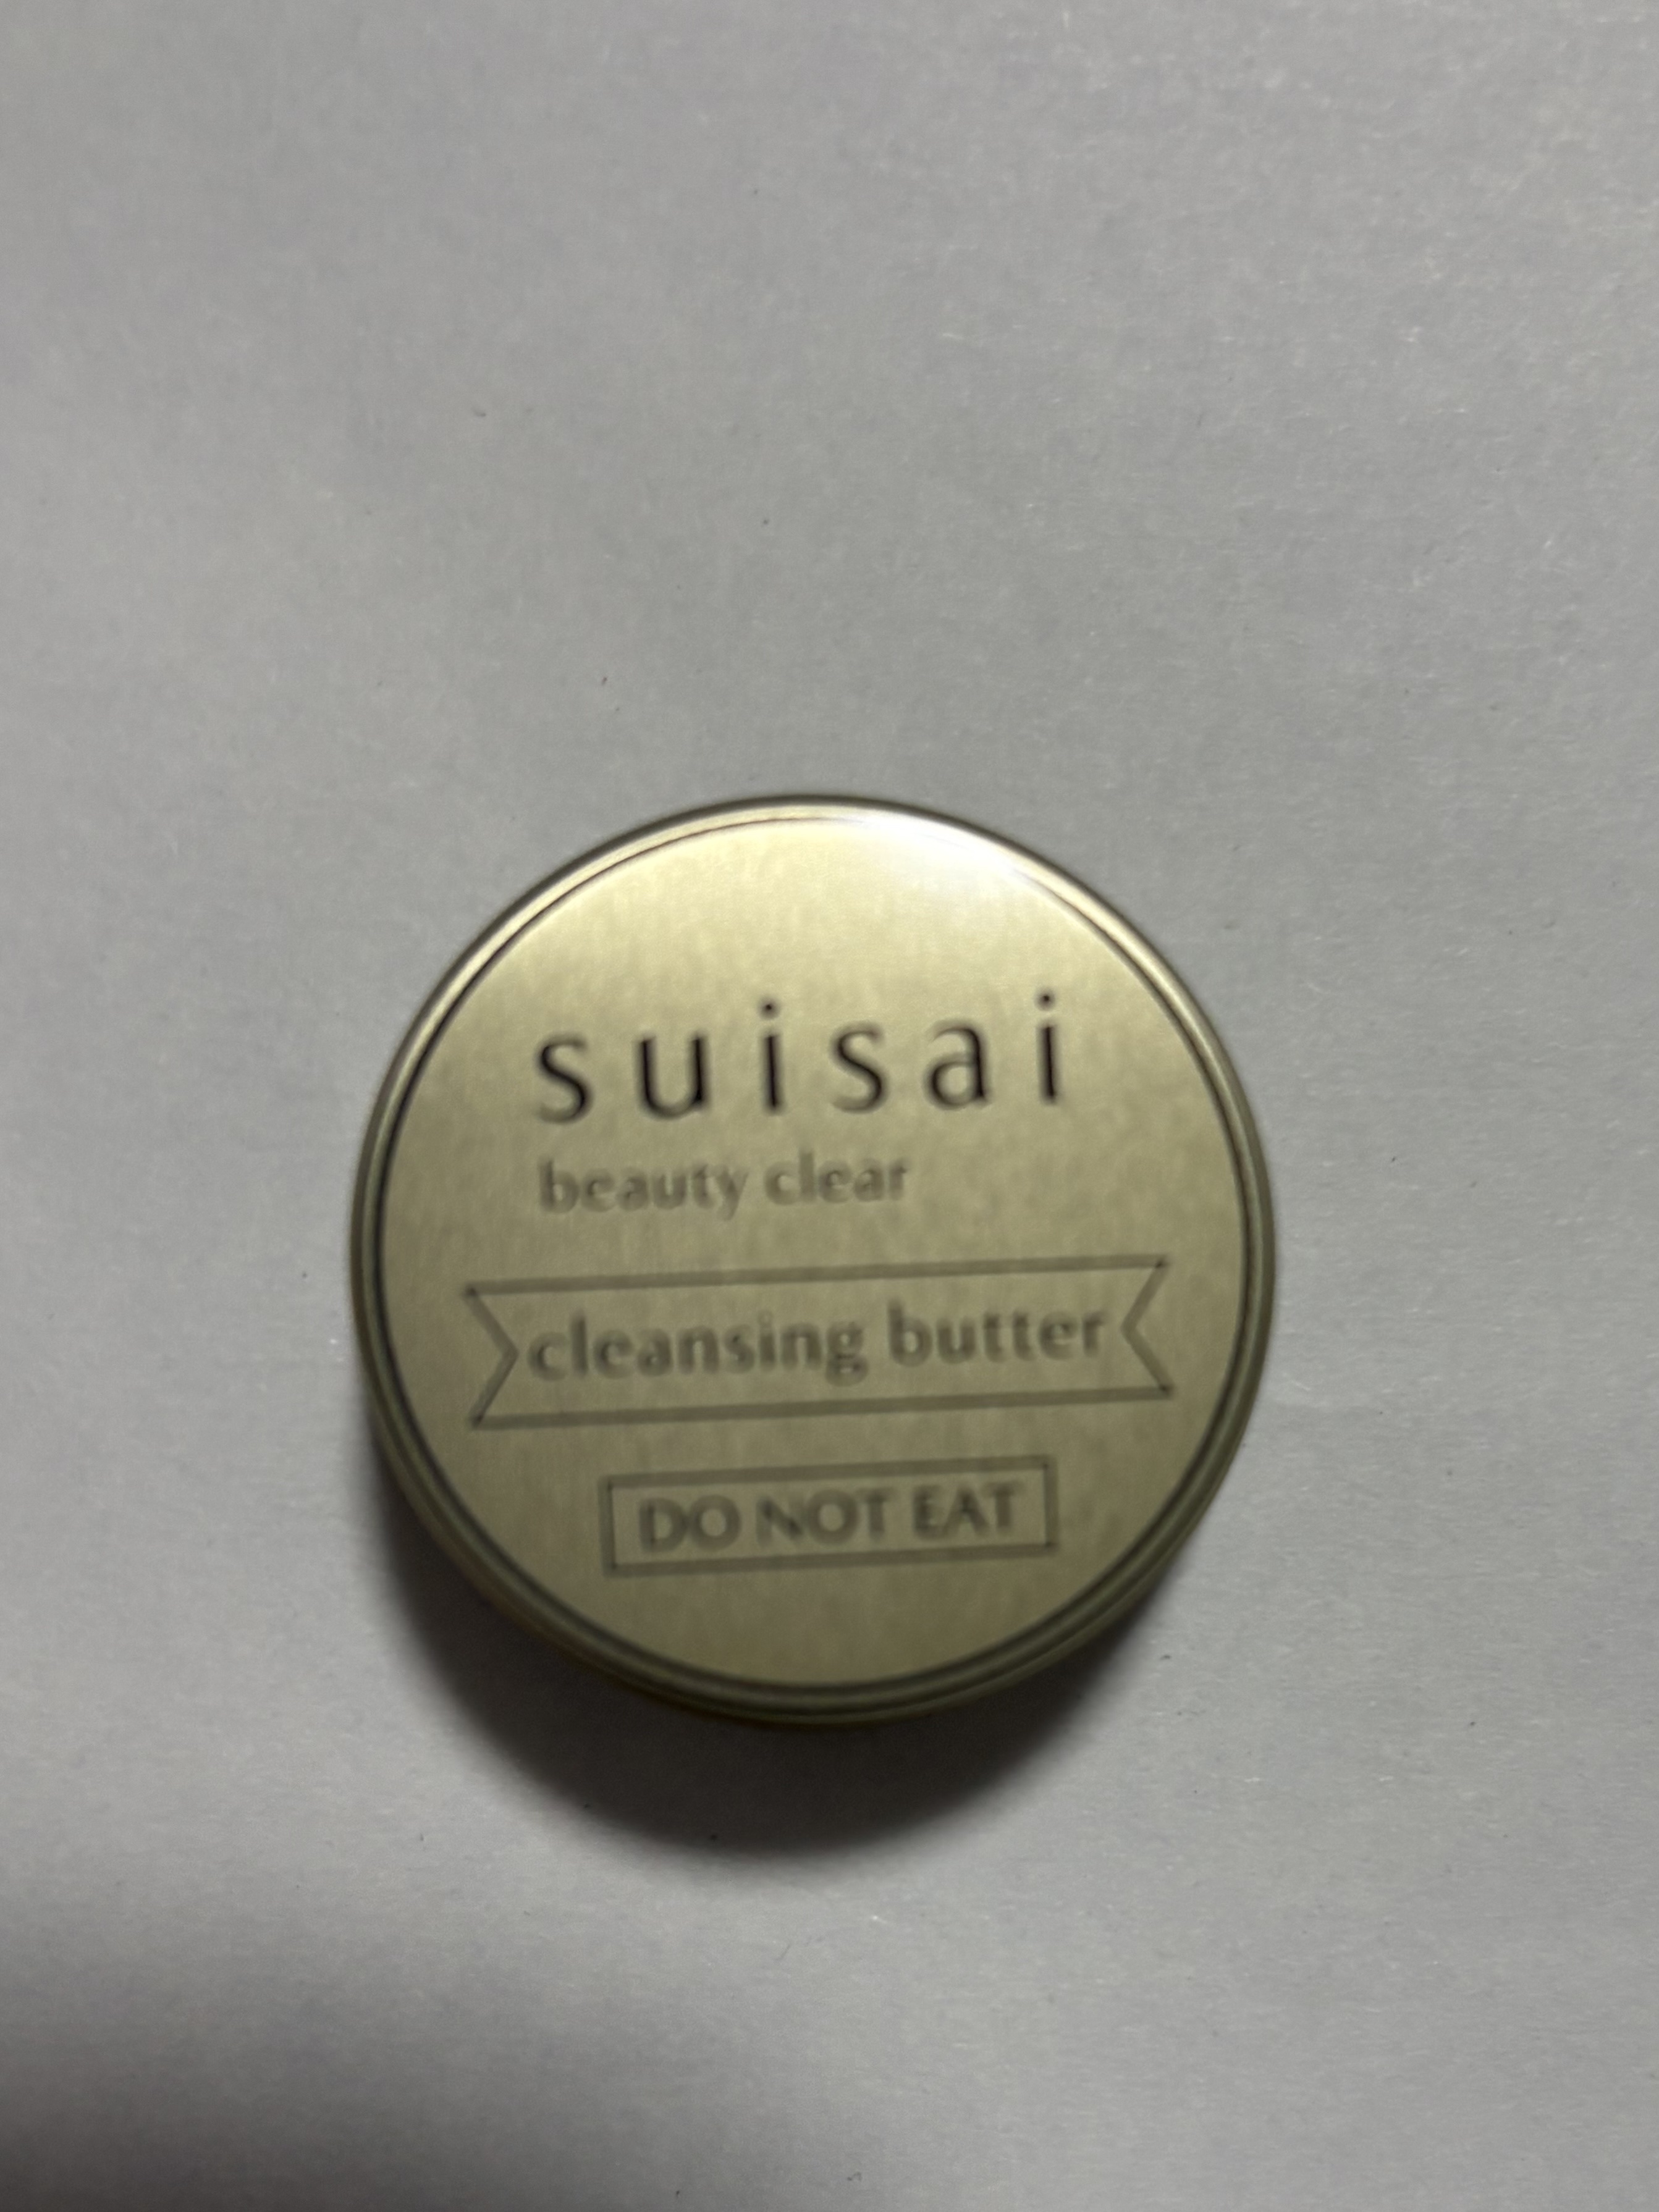 suisai
beauty clear
cleansing butter
DO NOT EAT